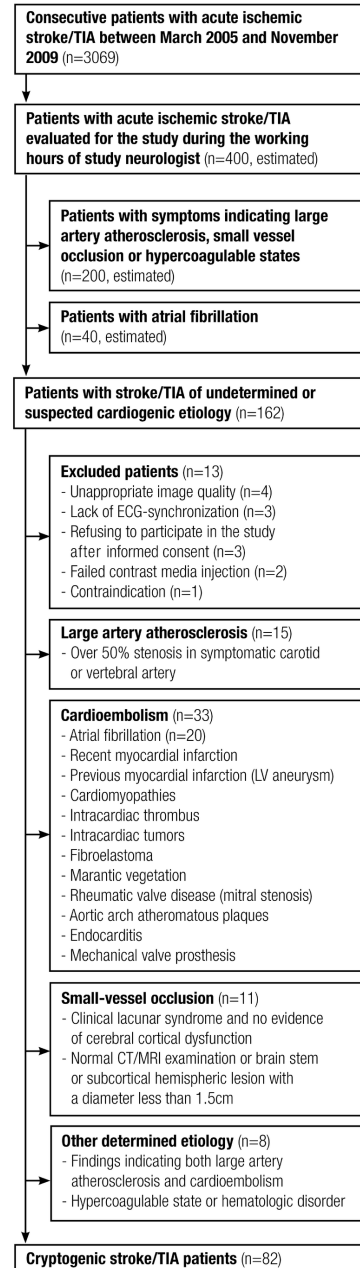 Consecutive patients with acute ischemic
stroke/TIA between March 2005 and November
2009 (n=3069)
Patients with acute ischemic stroke/TIA
evaluated for the study during the working
hours of study neurologist (n=400, estimated)
Patients with symptoms indicating large
artery atherosclerosis, small vessel
occlusion or hypercoagulable states
(n=200, estimated)
Patients with atrial fibrillation
(n=40, estimated)
Patients with stroke/TIA of undetermined or
suspected cardiogenic etiology (n=162)
Excluded patients (n=13)
- Unappropriate image quality (n=4)
- Lack of ECG-synchronization (n=3)
- Refusing to participate in the study
after informed consent (n=3)
- Failed contrast media injection (n=2)
- Contraindication (n=1)
Large artery atherosclerosis (n=15)
- Over 50% stenosis in symptomatic carotid
or vertebral artery
Cardioembolism (n=33)
- Atrial fibrillation (n=20)
- Recent myocardial infarction
- Previous myocardial infarction (LV aneurysm)
- Cardiomyopathies
- Intracardiac thrombus
- Intracardiac tumors
- Fibroelastoma
- Marantic vegetation
- Rheumatic valve disease (mitral stenosis)
- Aortic arch atheromatous plaques
- Endocarditis
- Mechanical valve prosthesis
Small-vessel occlusion (n=11)
- Clinical lacunar syndrome and no evidence
of cerebral cortical dysfunction
- Normal CT/MRI examination or brain stem
or subcortical hemispheric lesion with
a diameter less than 1.5cm
Other determined etiology (n=8)
- Findings indicating both large artery
atherosclerosis and cardioembolism
- Hypercoagulable state or hematologic disorder
Cryptogenic stroke/TIA patients (n=82)